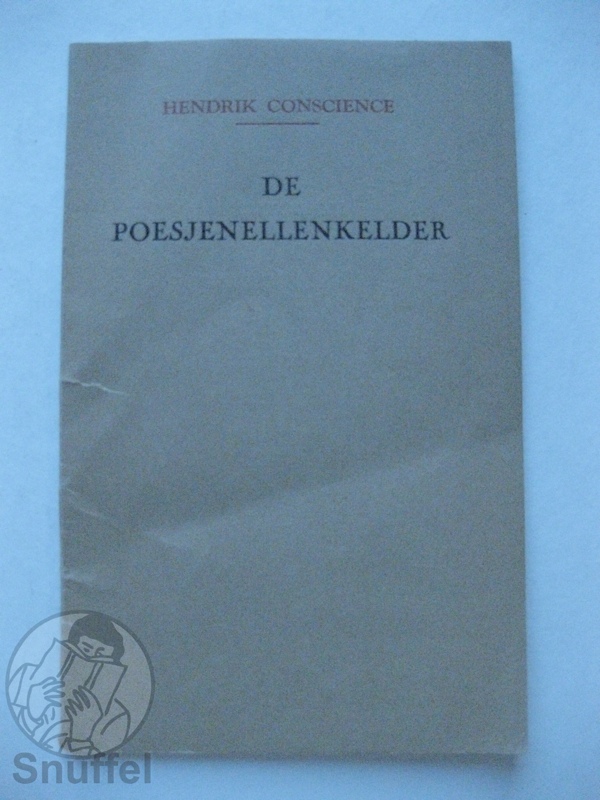 HENDRIK CONSCIENCE
DE
POESJENELLENKELDER
Snuffel